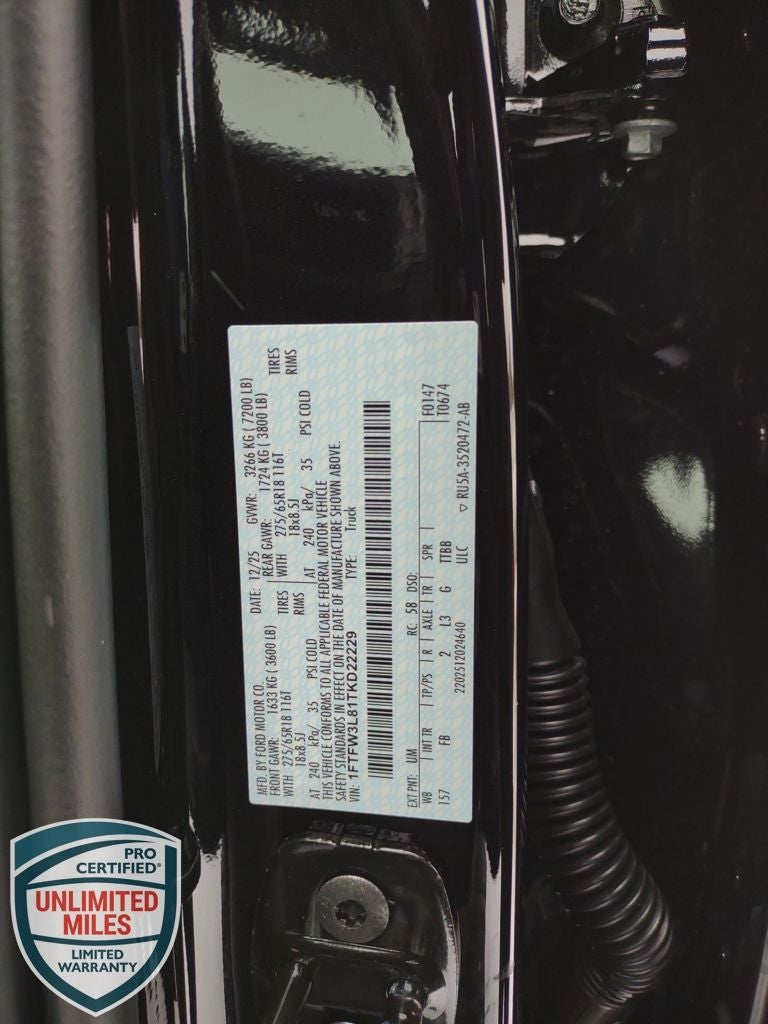 MFD. BY FORD MOTOR CO.
DATE: 12/25 GVWR: 3266 KG ( 7200 LB)
FRONT GAWR: 1633 KG ( 3600 LB)
REAR GAWR: 1724 KG ( 3800 LB)
WITH 275/65R18 116T TIRES
WITH 275/65R18 116T TIRES
18x8.5J RIMS
18x8.5J RIMS
AT 240 kPa/ 35 PSI COLD
AT 240 kPa/ 35 PSI COLD
THIS VEHICLE CONFORMS TO ALL APPLICABLE FEDERAL MOTOR VEHICLE
SAFETY STANDARDS IN EFFECT ON THE DATE OF MANUFACTURE SHOWN ABOVE.
VIN: 1FTFW3L81TKD22229 TYPE: Truck
F0147
T0674
EXT PNT: UM RC: 5B DSO:
WB INT TR TP/PS R AXLE TR SPR
157 FB 2 L3 G TTBB
2202512024640 ULC ▽ RU5A-3520472-AB
PRO
CERTIFIED®
UNLIMITED
MILES
LIMITED
WARRANTY